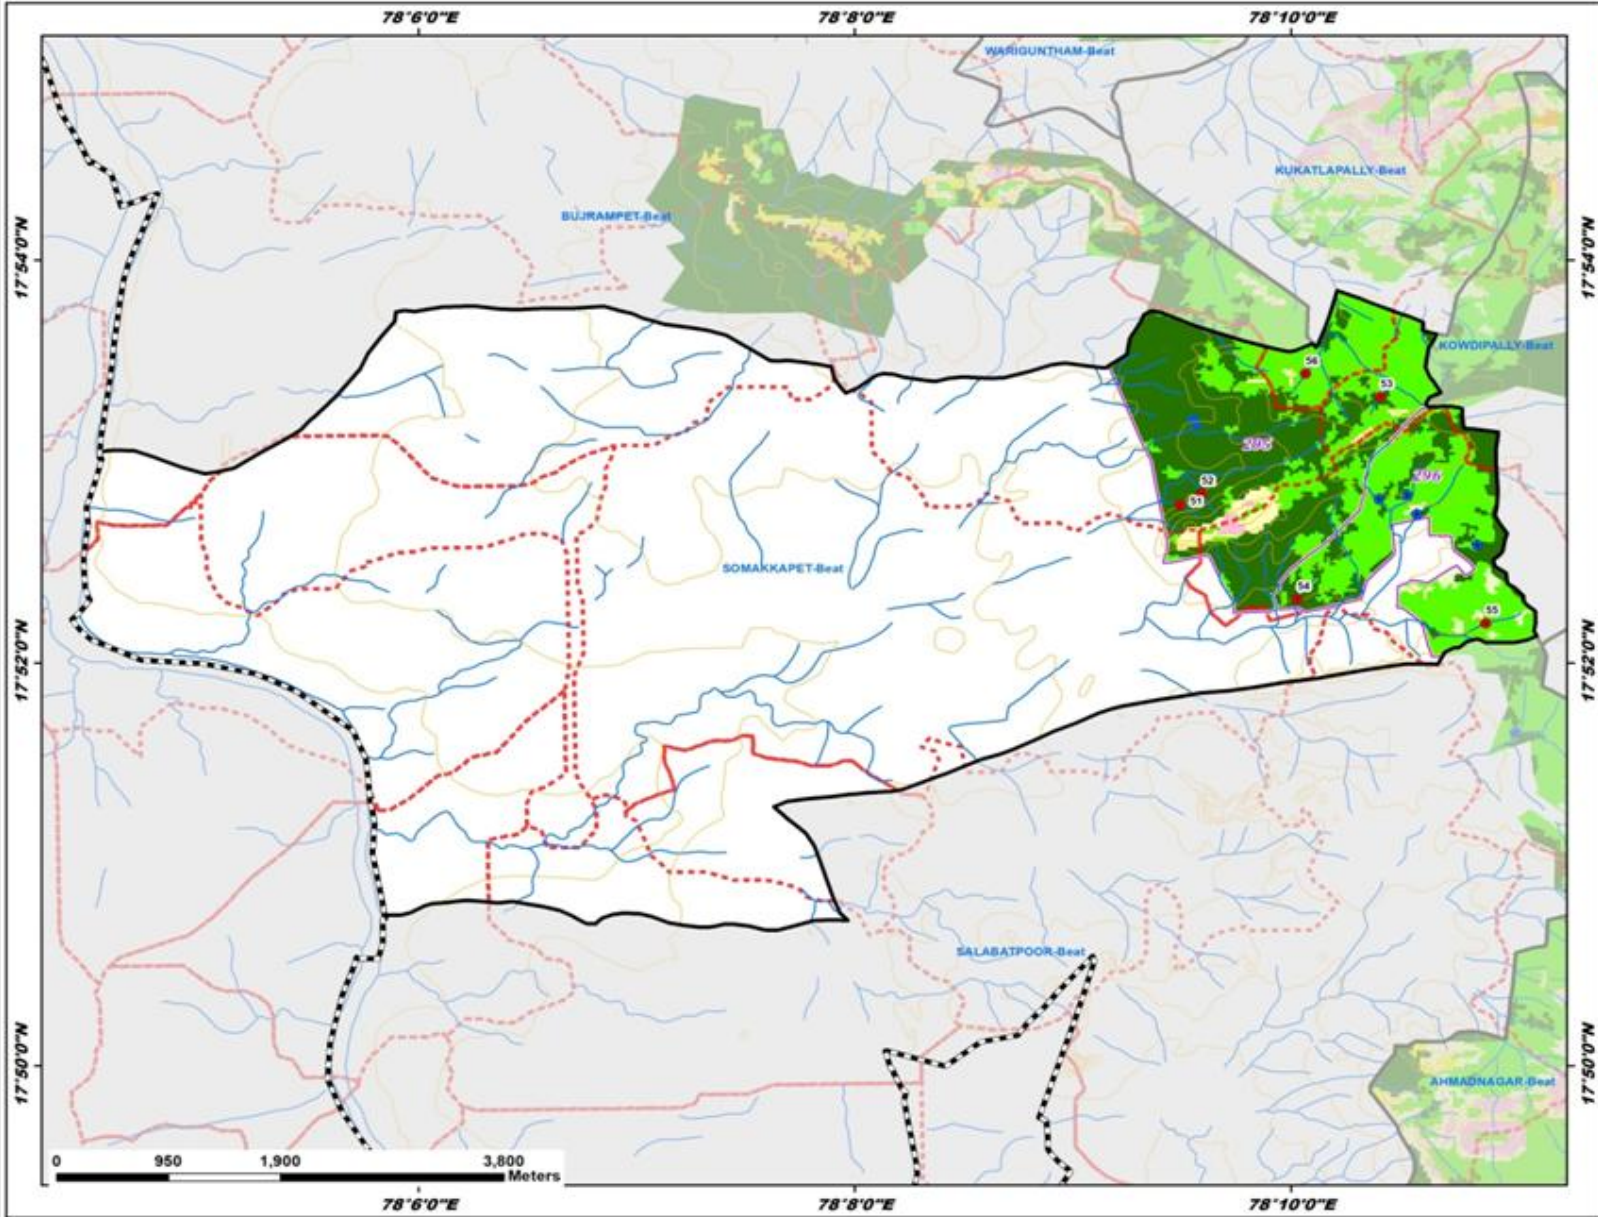 78°6'0"E 78°8'0"E 78°10'0"E
WARIGUNTHAM-Beat
KUKATLAPALLY-Beat
BUJRAMPET-Beat
17°54'0"N 17°54'0"N
KOWDIPALLY-Beat
56
53
295
296
52
51
SOMAKKAPET-Beat
54
55
17°52'0"N 17°52'0"N
SALABATPOOR-Beat
17°50'0"N 17°50'0"N
AHMADNAGAR-Beat
0 950 1,900 3,800
Meters
78°6'0"E 78°8'0"E 78°10'0"E